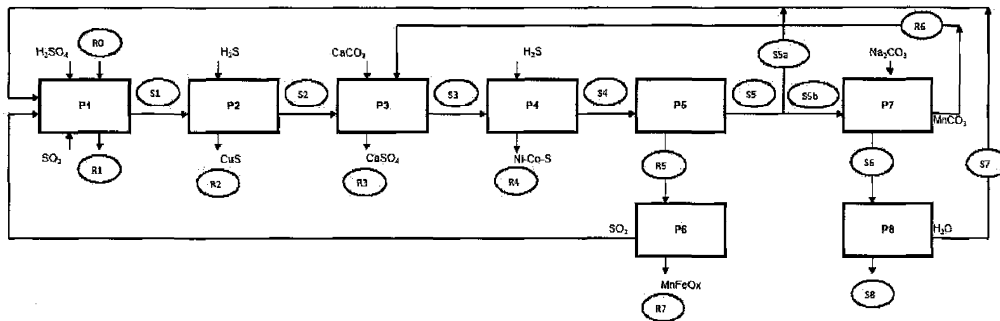 R6
R0
H₂SO₄
H₂S
CaCO₃
H₂S
S5a
Na₂CO₃
P1
S1
P2
S2
P3
S3
P4
S4
P5
S5
S5b
P7
MnCO₃
SO₂
R1
CuS
R2
CaSO₄
R3
Ni-Co-S
R4
R5
S6
S7
SO₂
P6
P8
H₂O
MnFeOx
R7
S8